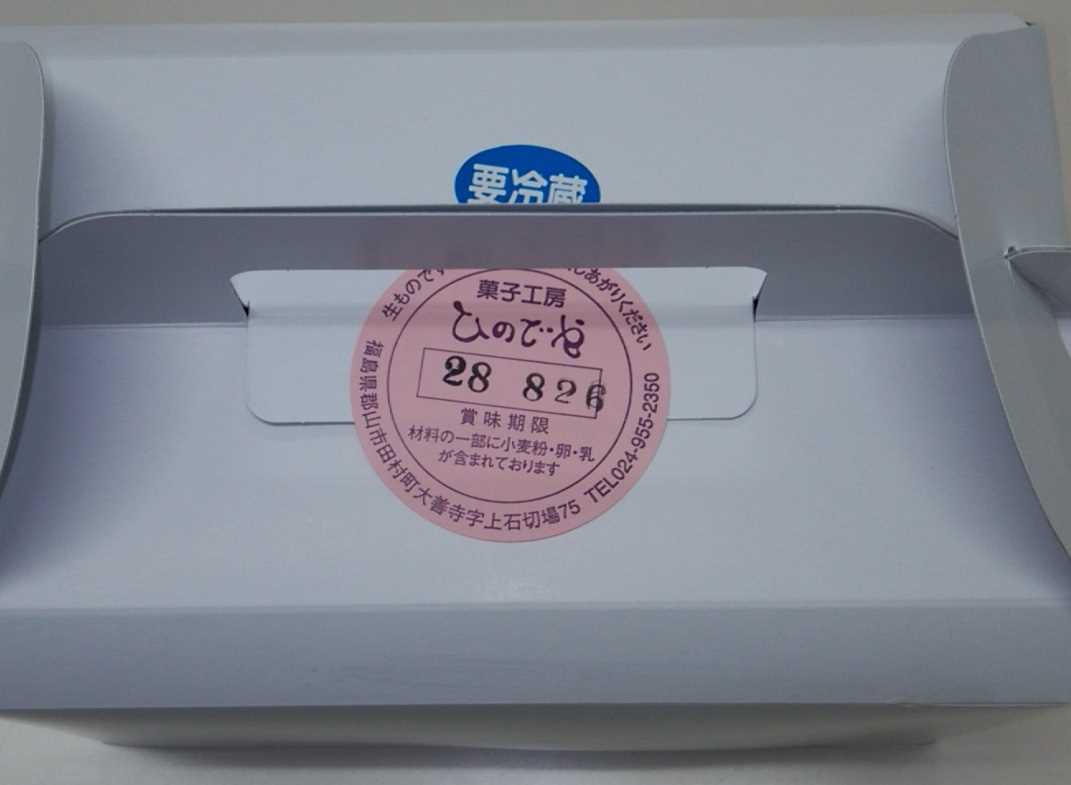 要冷蔵
生ものです
しあがりください
菓子工房
ひのでや
28 8 26
賞味期限
材料の一部に小麦粉・卵・乳
が含まれております
福島県郡山市田村町大善寺字上石切場75 TEL024-955-2350